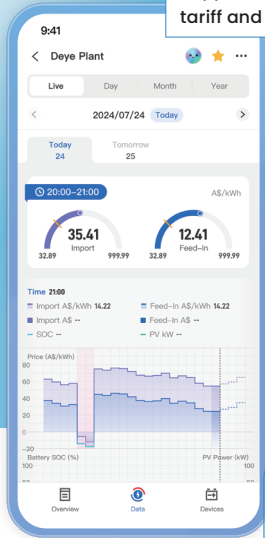 tariff and
9:41
Deye Plant
Live Day Month Year
2024/07/24 Today
Today Tomorrow
24 25
20:00-21:00 A$/kWh
35.41 12.41
Import Feed-In
32.89 999.99 32.89 999.99
Time 21:00
Import A$/kWh 14.22 Feed-In A$/kWh 14.22
Import A$ -- Feed-In A$ --
SOC -- PV kW --
Price (A$/kWh)
80
60
40
20
0
-20
Battery SOC (%) PV Power (kW)
100 100
Overview Data Devices